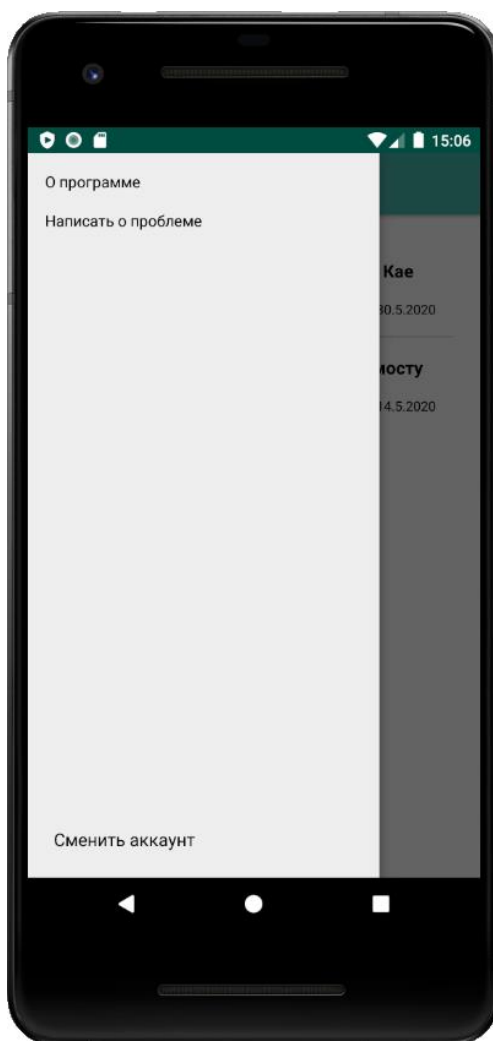 15:06
О программе
Написать о проблеме
Кае
30.5.2020
мосту
14.5.2020
Сменить аккаунт